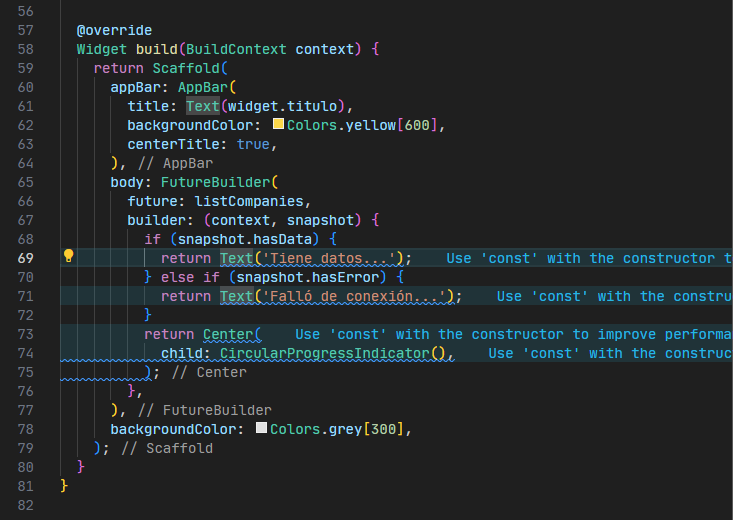 56
57 @override
58 Widget build(BuildContext context) {
59 return Scaffold(
60 appBar: AppBar(
61 title: Text(widget.titulo),
62 backgroundColor: Colors.yellow[600],
63 centerTitle: true,
64 ), // AppBar
65 body: FutureBuilder(
66 future: listCompanies,
67 builder: (context, snapshot) {
68 if (snapshot.hasData) {
69 return Text('Tiene datos...'); Use 'const' with the constructor t
70 } else if (snapshot.hasError) {
71 return Text('Falló de conexión...'); Use 'const' with the constru
72 }
73 return Center( Use 'const' with the constructor to improve performa
74 child: CircularProgressIndicator(), Use 'const' with the construc
75 ); // Center
76 },
77 ), // FutureBuilder
78 backgroundColor: Colors.grey[300],
79 ); // Scaffold
80 }
81 }
82